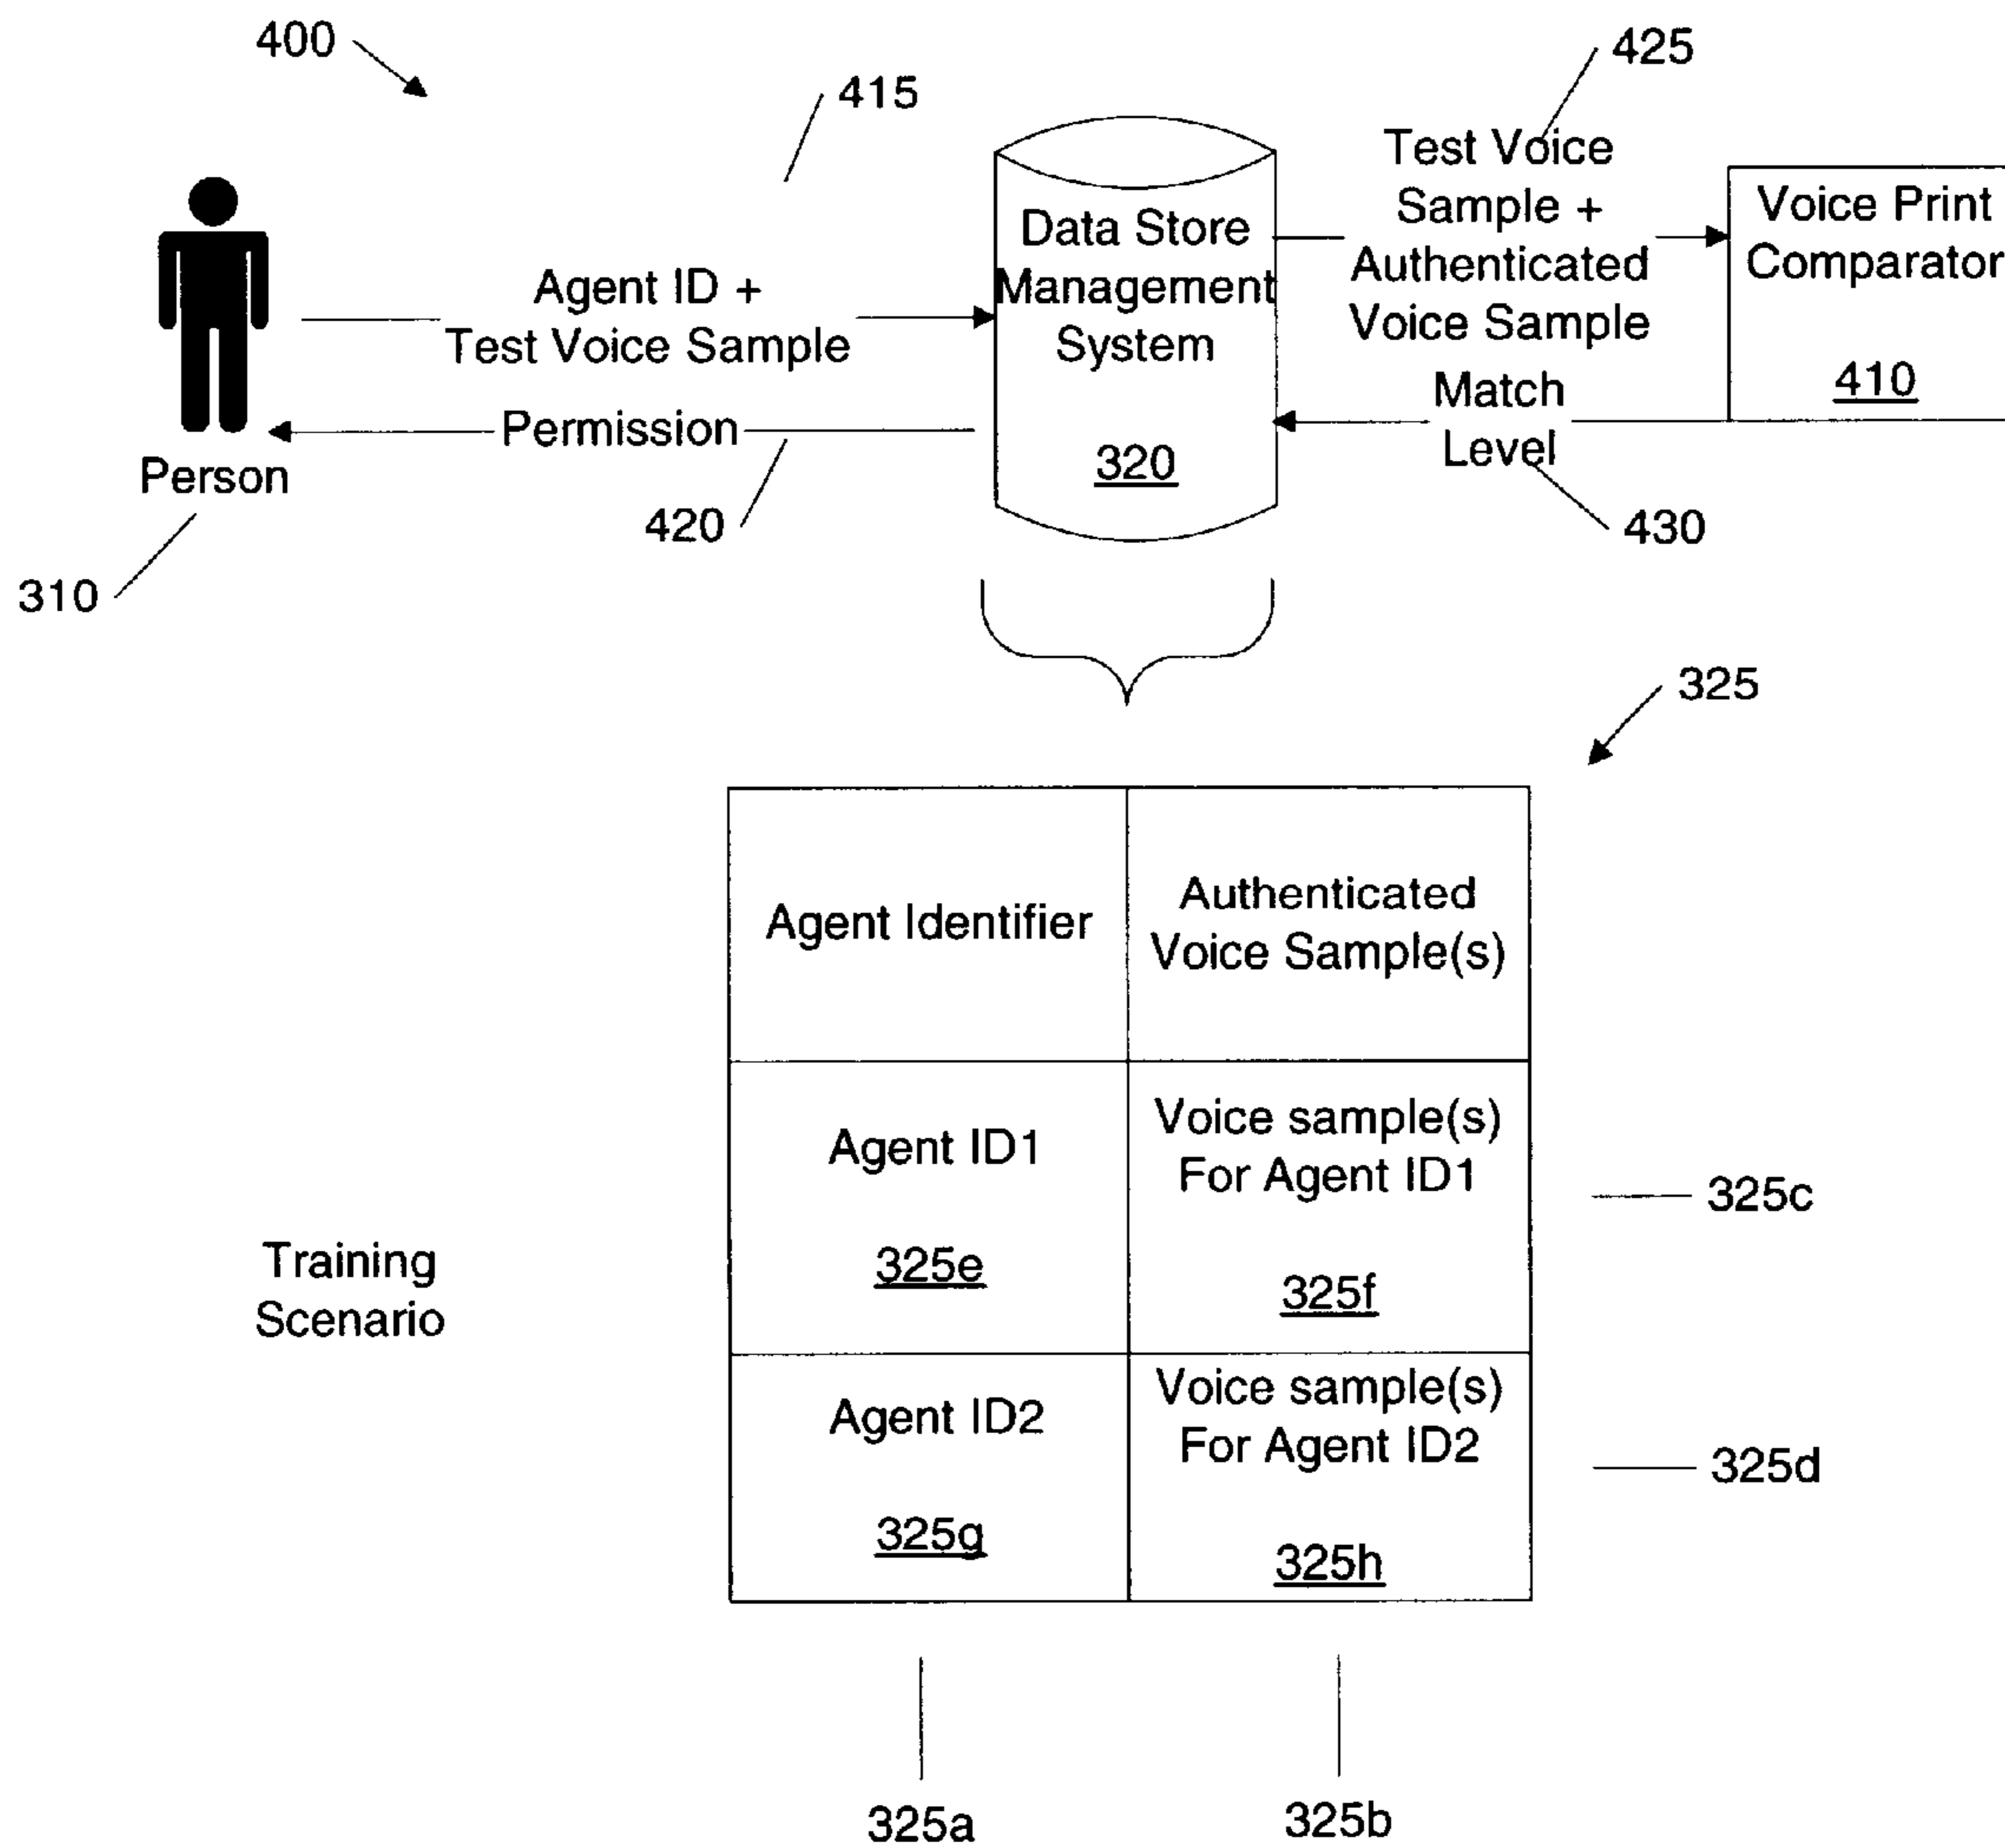 400
415
425
Agent ID +
Test Voice Sample
Permission
Person
310
420
Data Store
Management
System
320
Test Voice
Sample +
Authenticated
Voice Sample
Match
Level
430
Voice Print
Comparator
410
325
Agent Identifier
Authenticated
Voice Sample(s)
Agent ID1
325e
Voice sample(s)
For Agent ID1
325f
325c
Training
Scenario
Agent ID2
325g
Voice sample(s)
For Agent ID2
325h
325d
325a
325b